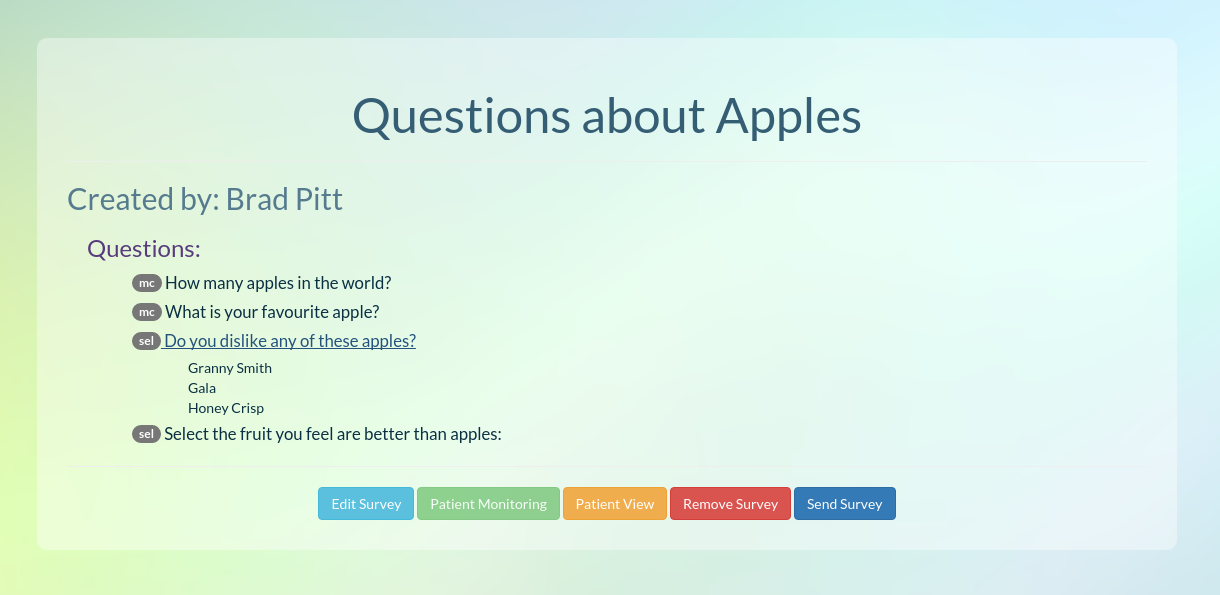 Questions about Apples
Created by: Brad Pitt
Questions:
mc How many apples in the world?
mc What is your favourite apple?
sel Do you dislike any of these apples?
Granny Smith
Gala
Honey Crisp
sel Select the fruit you feel are better than apples:
Edit Survey Patient Monitoring Patient View Remove Survey Send Survey